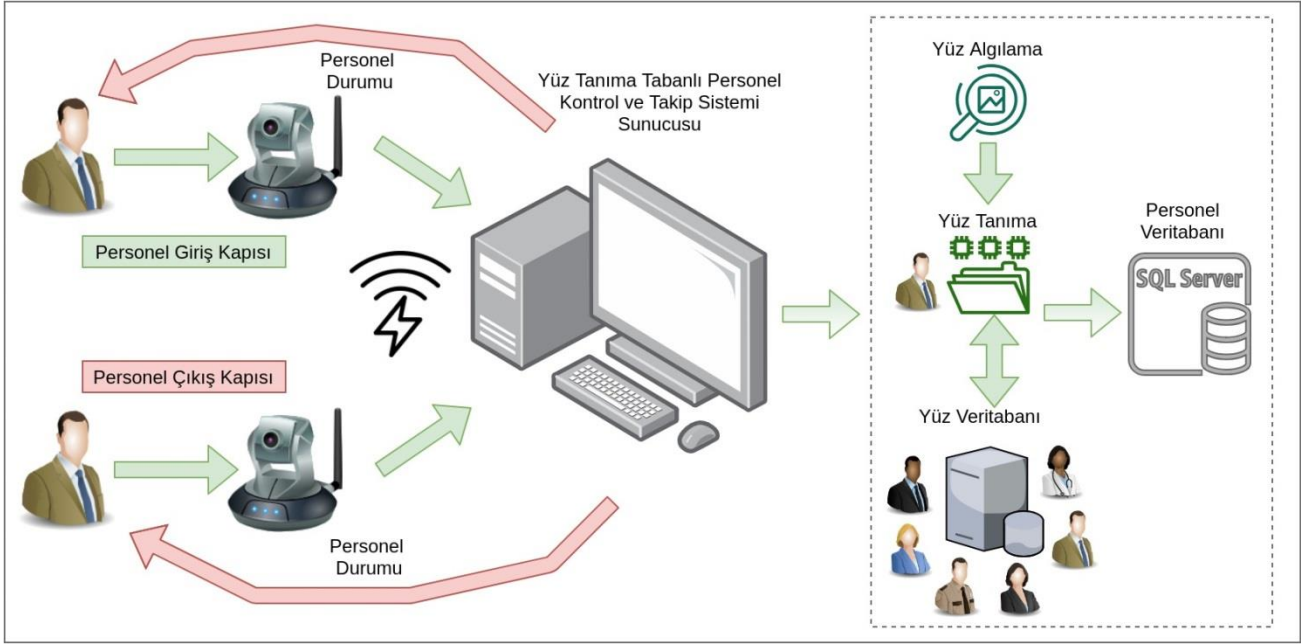 Personel
Durumu
Yüz Tanıma Tabanlı Personel
Kontrol ve Takip Sistemi
Sunucusu
Personel Giriş Kapısı
Personel Çıkış Kapısı
Personel
Durumu
Yüz Algılama
Yüz Tanıma
Personel
Veritabanı
SQL Server
Yüz Veritabanı